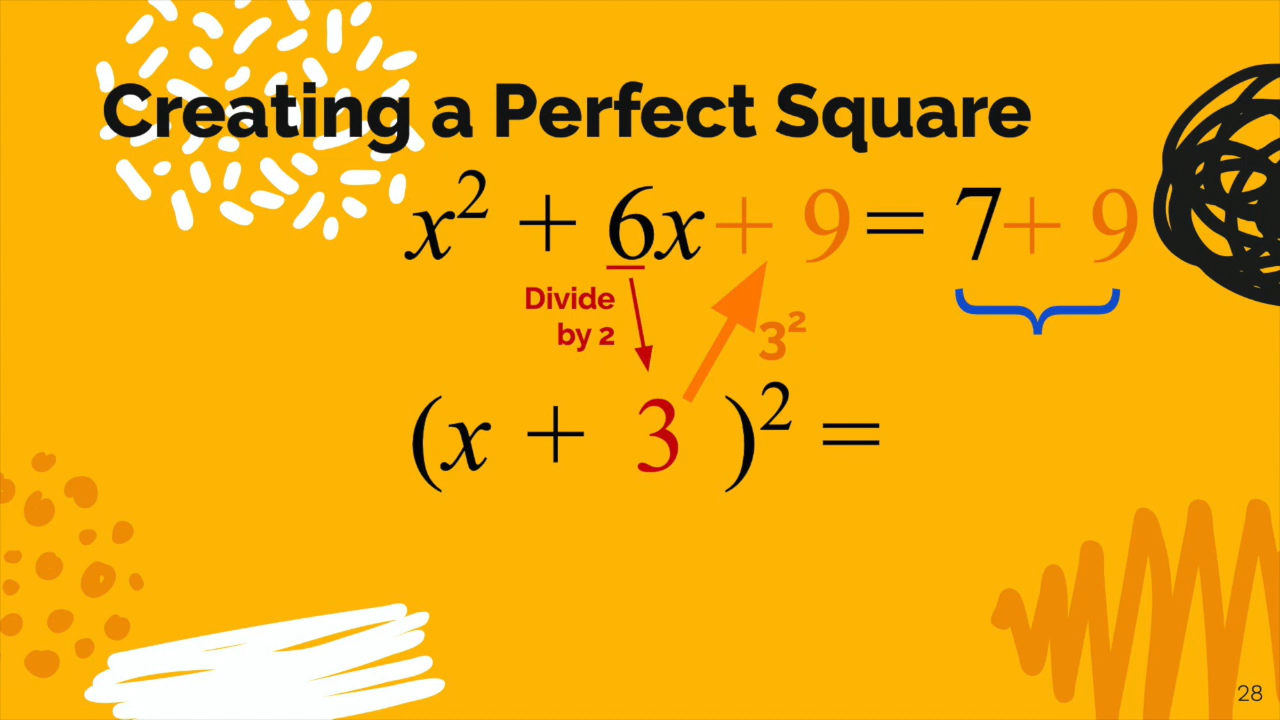 Creating a Perfect Square
x² + 6x + 9 = 7 + 9
Divide
by 2
3²
(x + 3 )² =
28